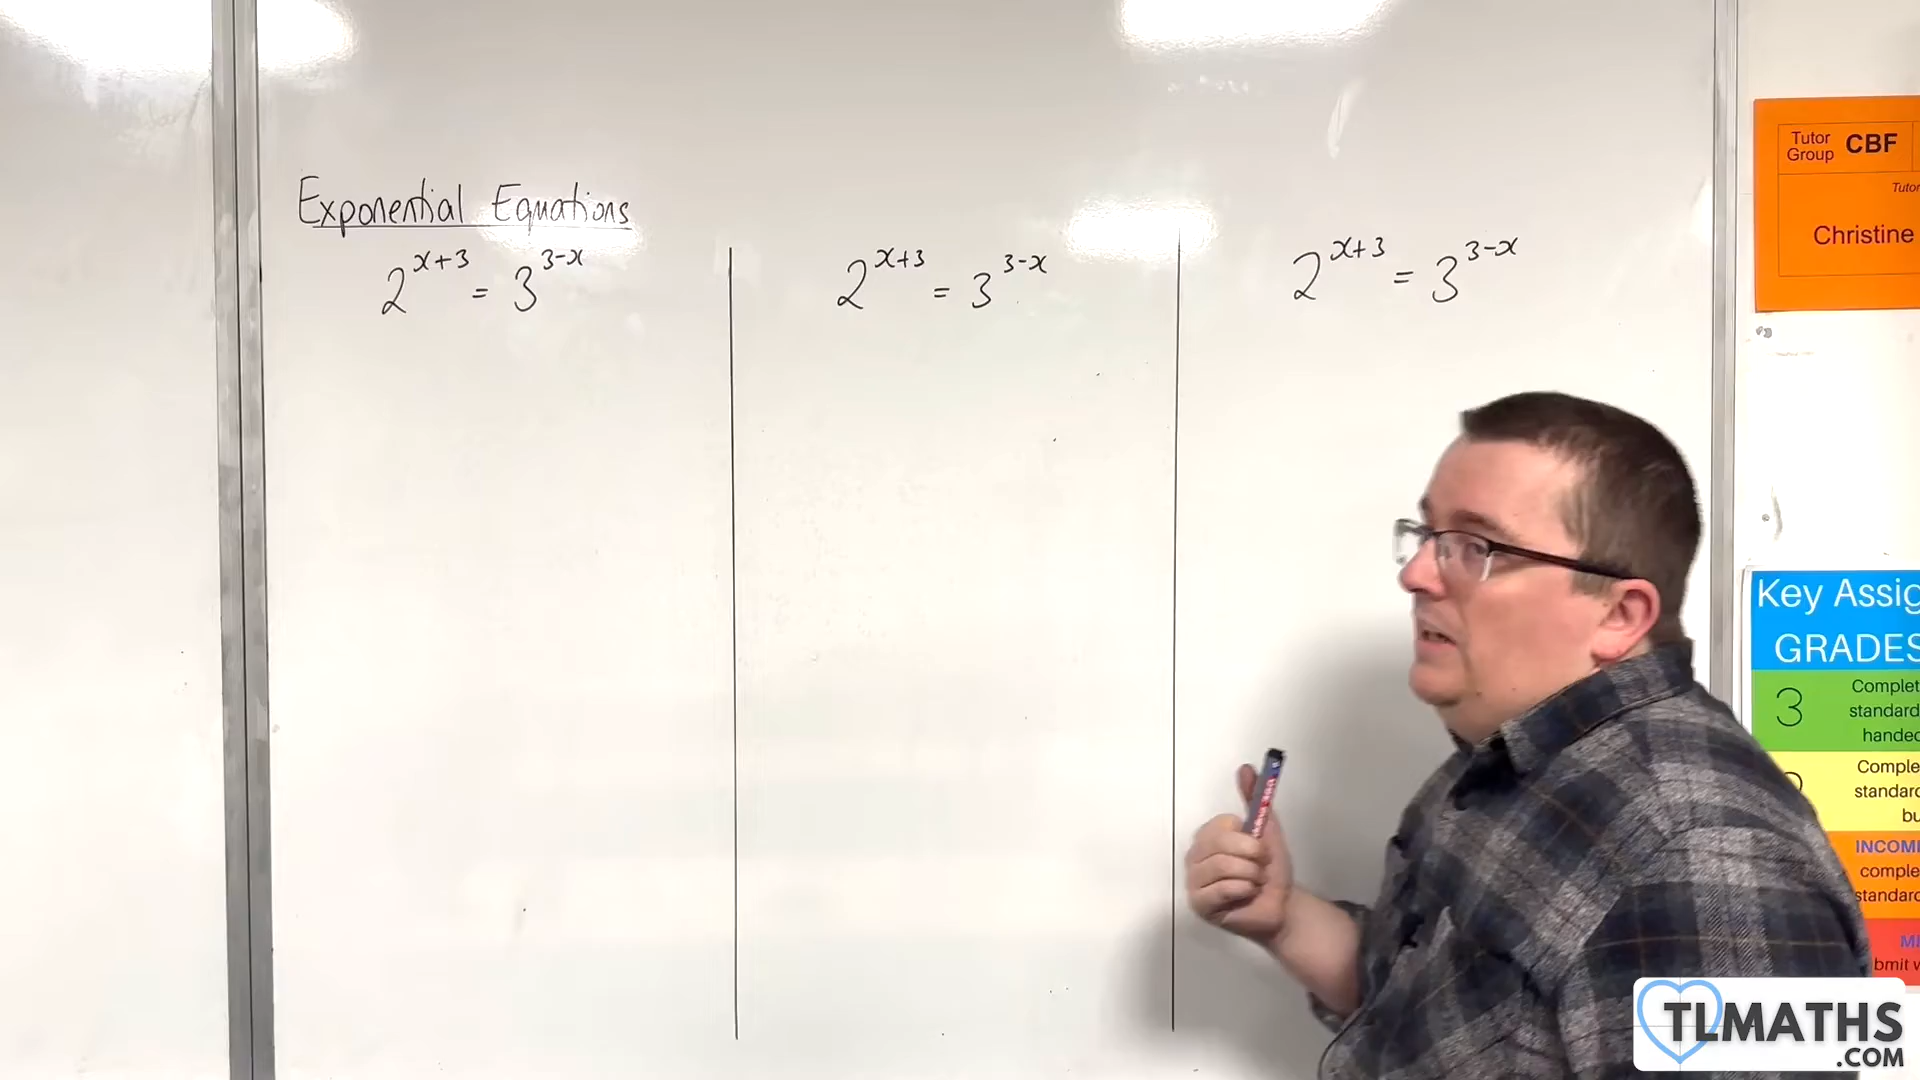 Exponential Equations
2^{x+3} = 3^{3-x}
2^{x+3} = 3^{3-x}
2^{x+3} = 3^{3-x}
Tutor Group CBF
Tutor
Christine
Key Assig
GRADES
3
Complet
standard
handed
Comple
standard
bu
INCOM
comple
standard
bmit w
TLMATHS
.COM